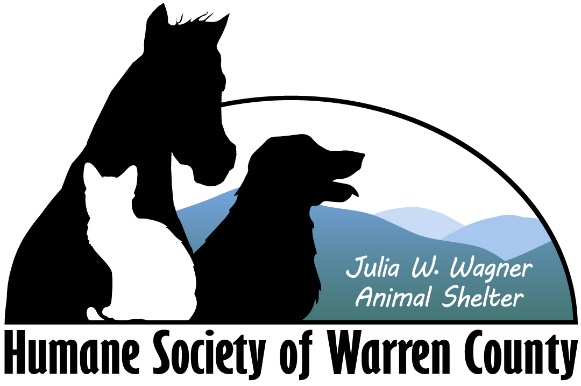 Julia W. Wagner
Animal Shelter
Humane Society of Warren County